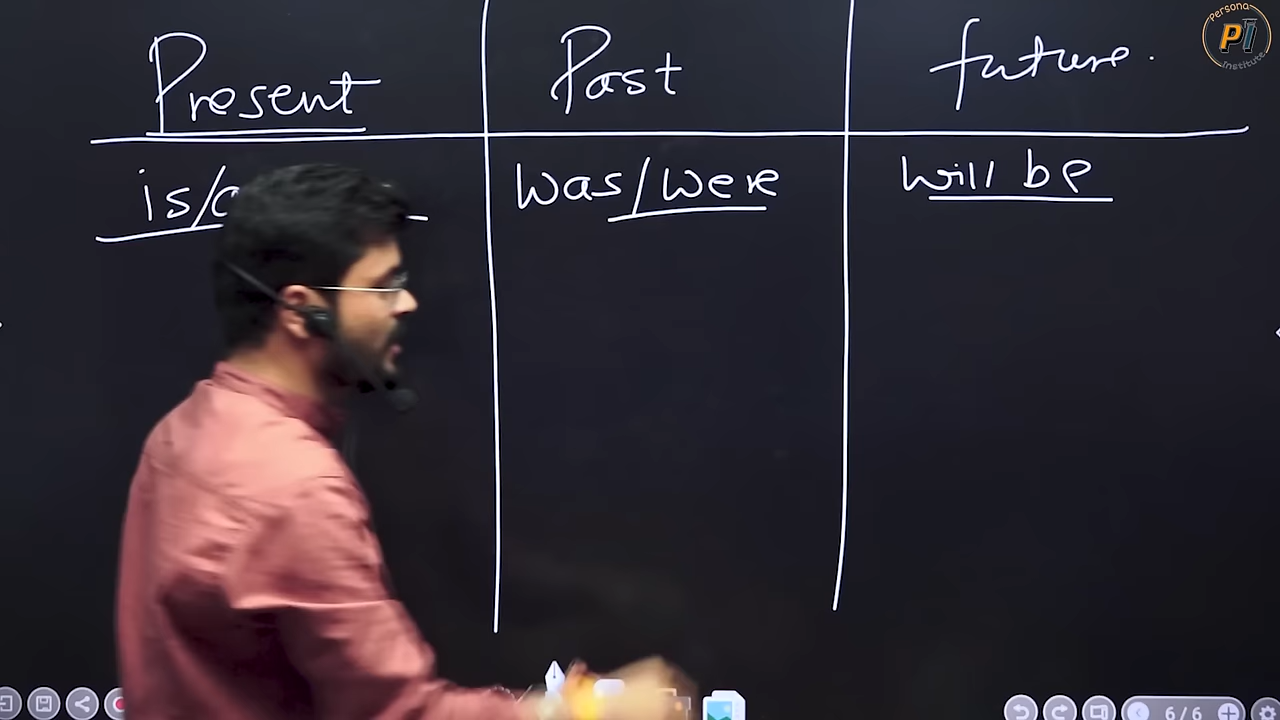 Present Past future.
is/ was/were will be
Persona
PI
Institute
6/6